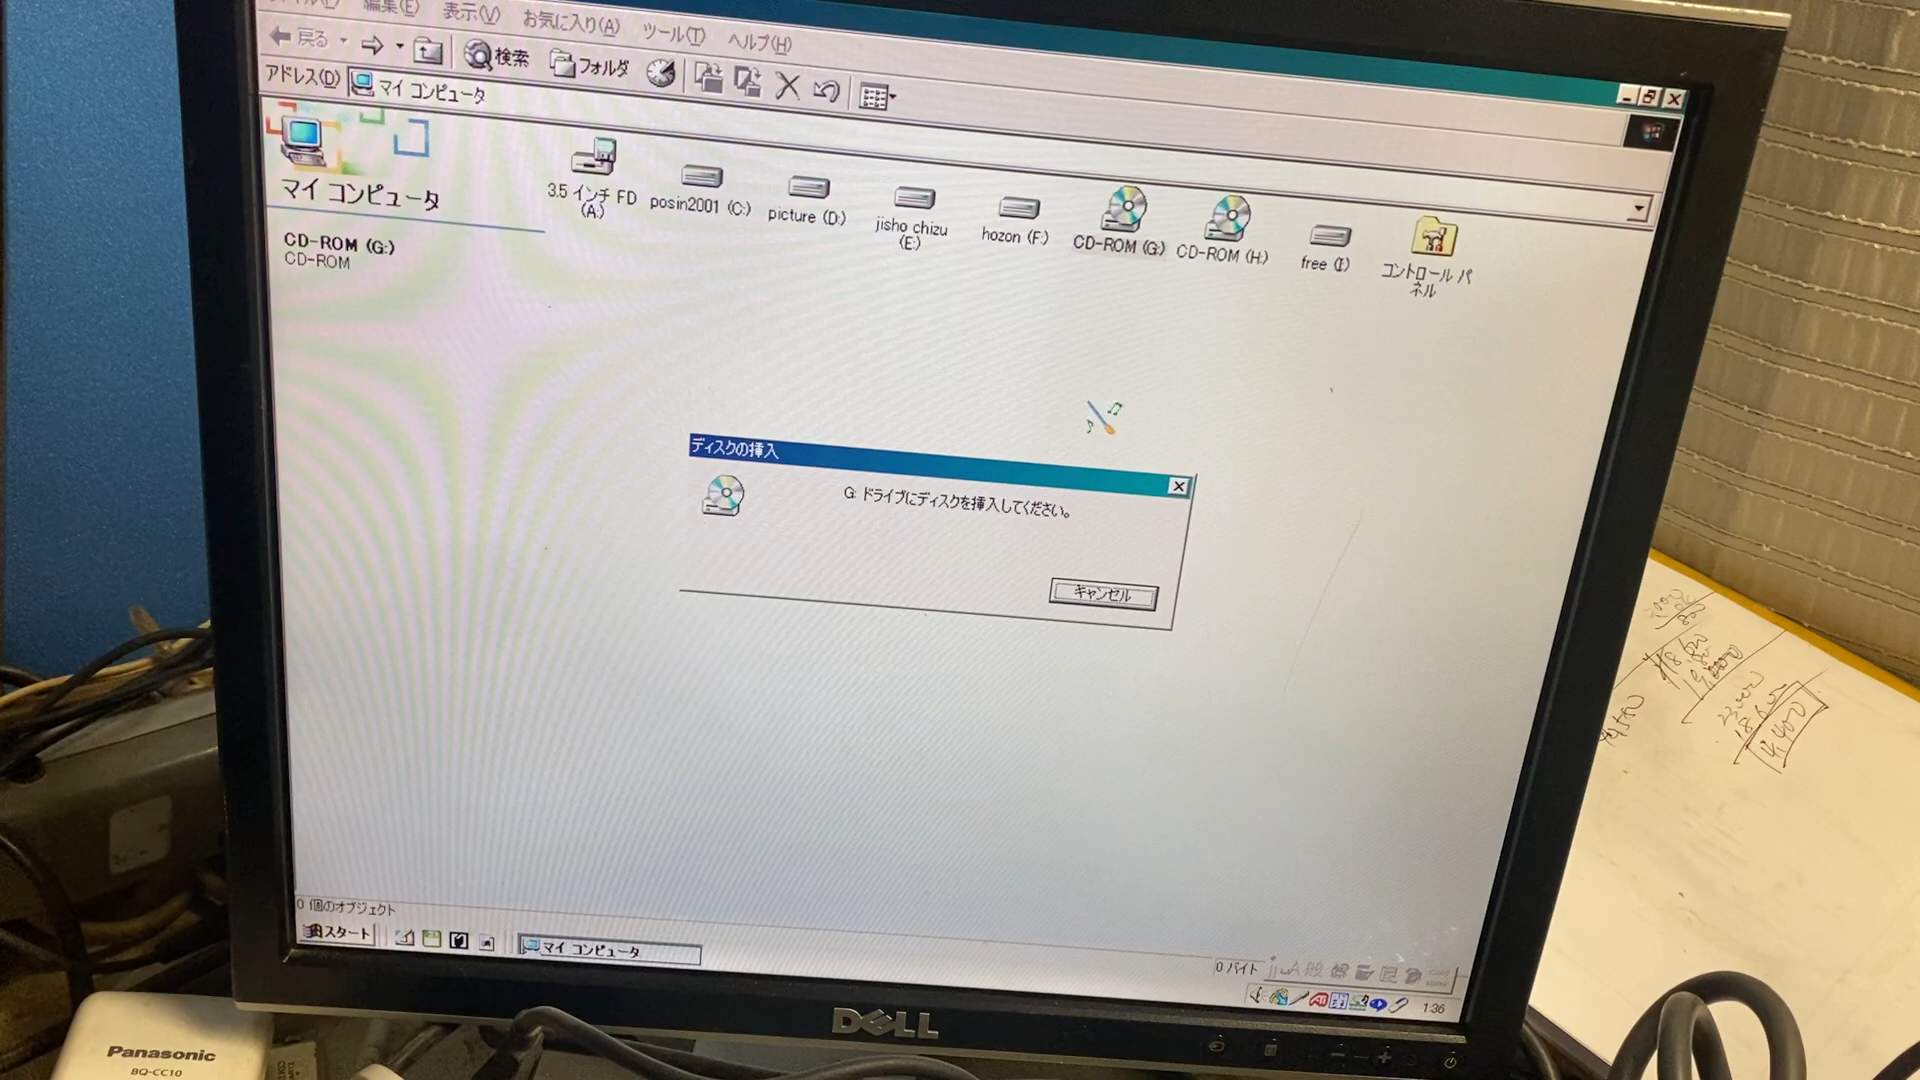 編集(E) 表示(V) お気に入り(A) ツール(T) ヘルプ(H)
戻る 検索 フォルダ
アドレス(D) マイ コンピュータ
マイ コンピュータ
CD-ROM (G:)
CD-ROM
3.5 インチ FD
(A:)
posin2001 (C:)
picture (D:)
jisho chizu
(E:)
hozon (F:)
CD-ROM (G:)
CD-ROM (H:)
free (I:)
コントロール パ
ネル
ディスクの挿入
G: ドライブにディスクを挿入してください。
キャンセル
0 個のオブジェクト
0 バイト
スタート
マイ コンピュータ
1:36
DELL
Panasonic
BQ-CC10